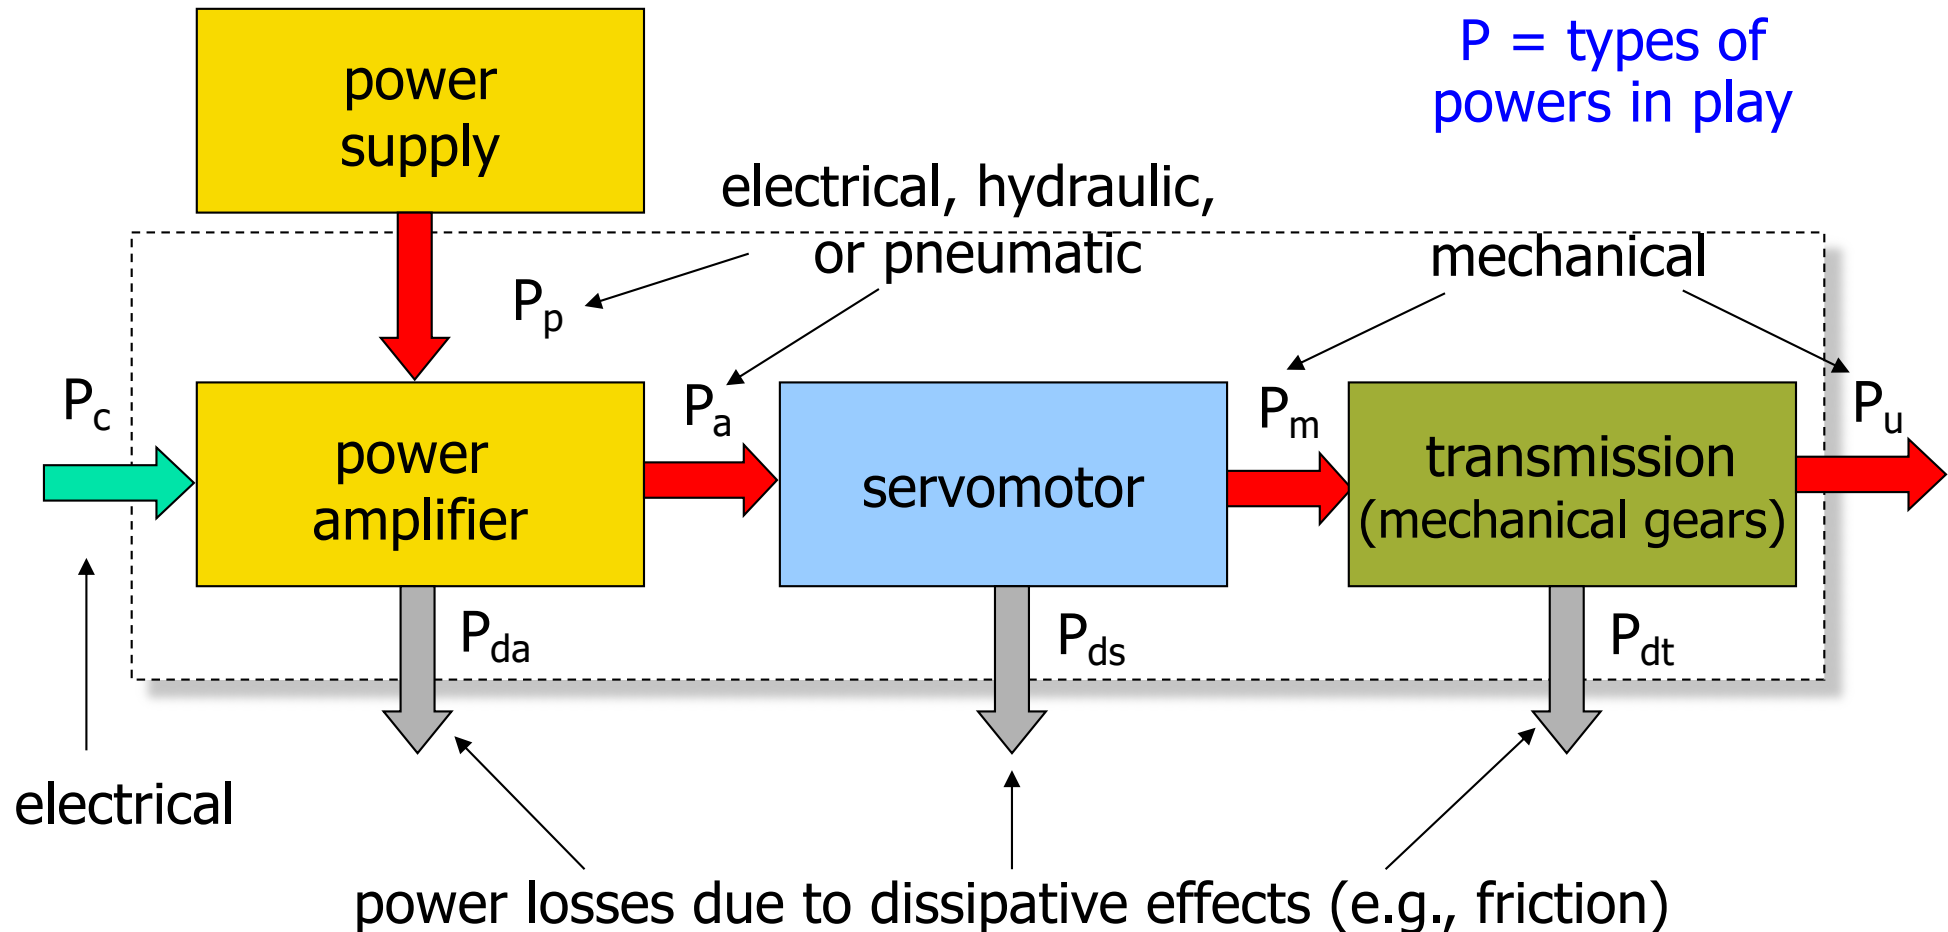 power
supply
P = types of
powers in play
electrical, hydraulic,
or pneumatic
mechanical
Pp
Pc
Pa
Pm
Pu
power
amplifier
servomotor
transmission
(mechanical gears)
Pda
Pds
Pdt
electrical
power losses due to dissipative effects (e.g., friction)